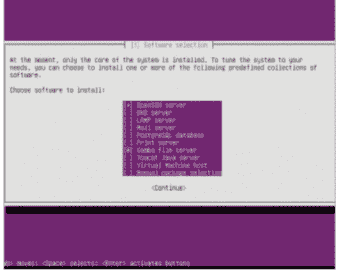 [!] Software selection
At the moment, only the core of the system is installed. To tune the system to your
needs, you can choose to install one or more of the following predefined collections of
software.
Choose software to install:
[*] OpenSSH server
[ ] DNS server
[ ] LAMP server
[ ] Mail server
[ ] PostgreSQL database
[ ] Print server
[*] Samba file server
[ ] Tomcat Java server
[ ] Virtual Machine host
[ ] Manual package selection
<Continue>
moves; <Space> selects; <Enter> activates buttons